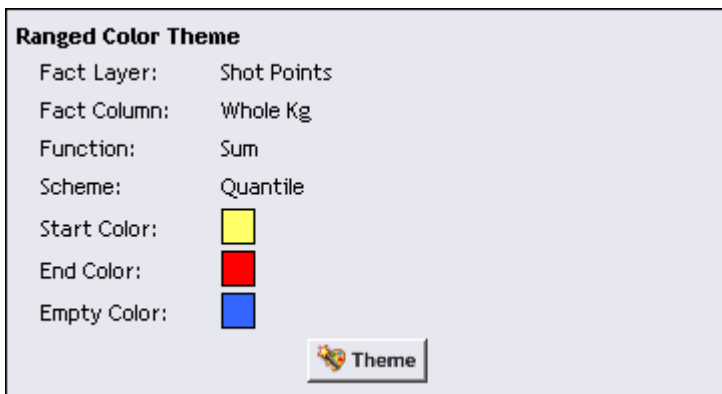 Ranged Color Theme
Fact Layer: Shot Points
Fact Column: Whole Kg
Function: Sum
Scheme: Quantile
Start Color:
End Color:
Empty Color:
Theme